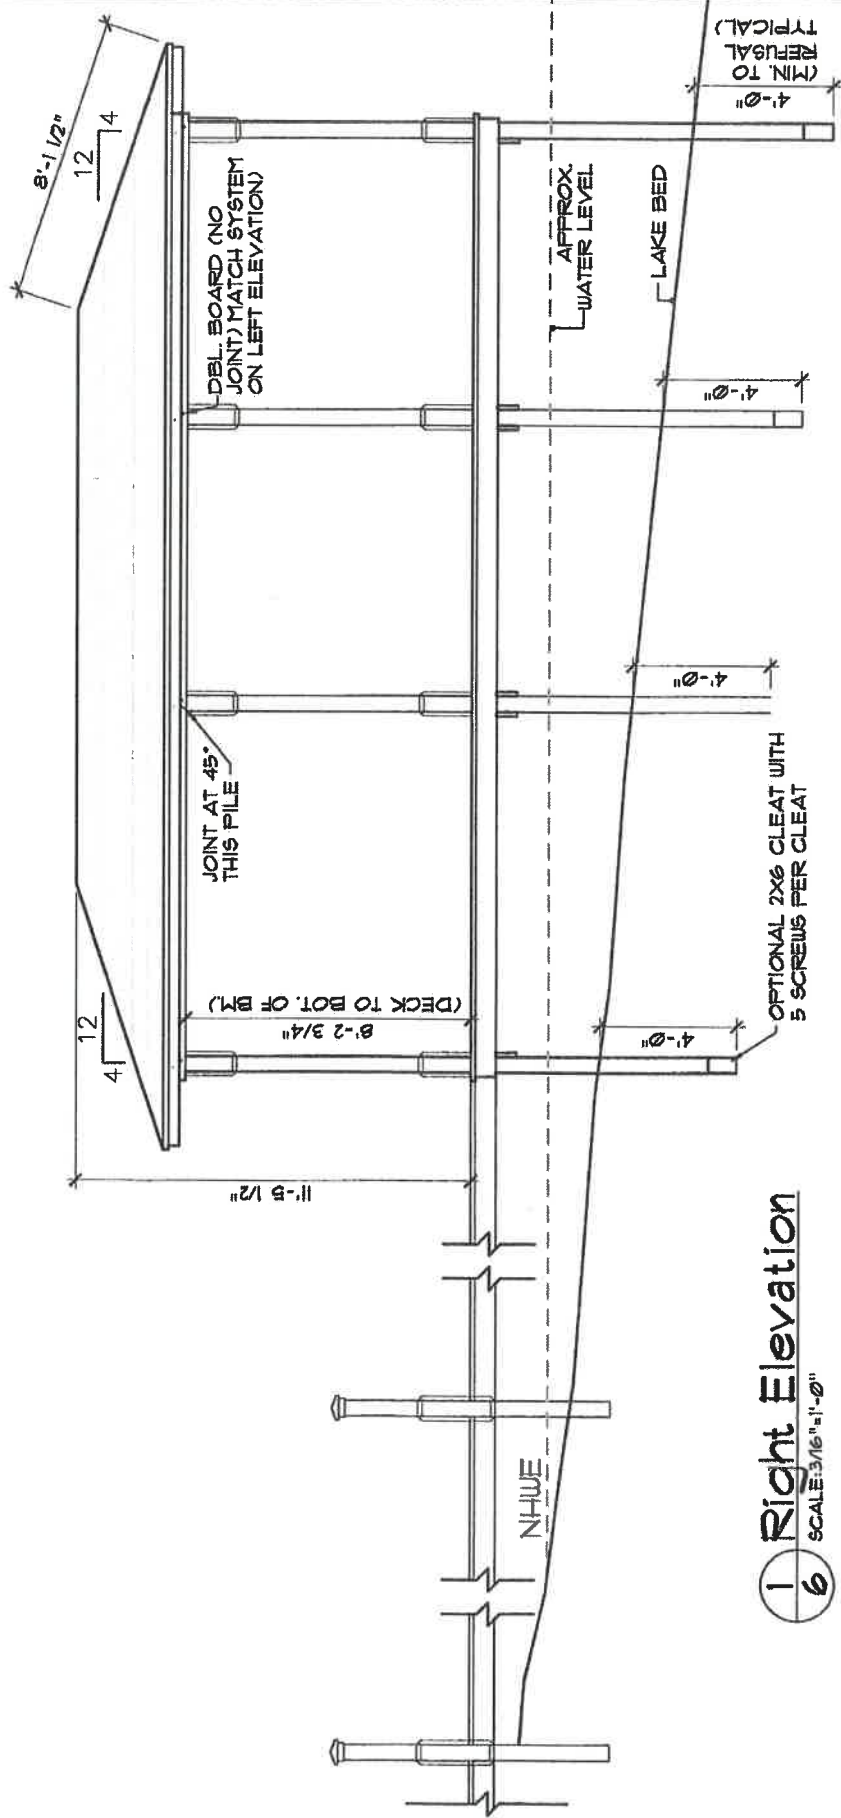 8'-1 1/2"
12
4
DBL. BOARD (NO
JOINT) MATCH SYSTEM
ON LEFT ELEVATION)
JOINT AT 45°
THIS PILE
12
4
8'-2 3/4"
(DECK TO BOT. OF BM.)
11'-5 1/2"
APPROX.
WATER LEVEL
LAKE BED
4'-0"
(MIN. TO
REFUSAL
TYPICAL)
4'-0"
4'-0"
4'-0"
OPTIONAL 2X6 CLEAT WITH
5 SCREWS PER CLEAT
NHWE
1
6
Right Elevation
SCALE:3/16"=1'-0"